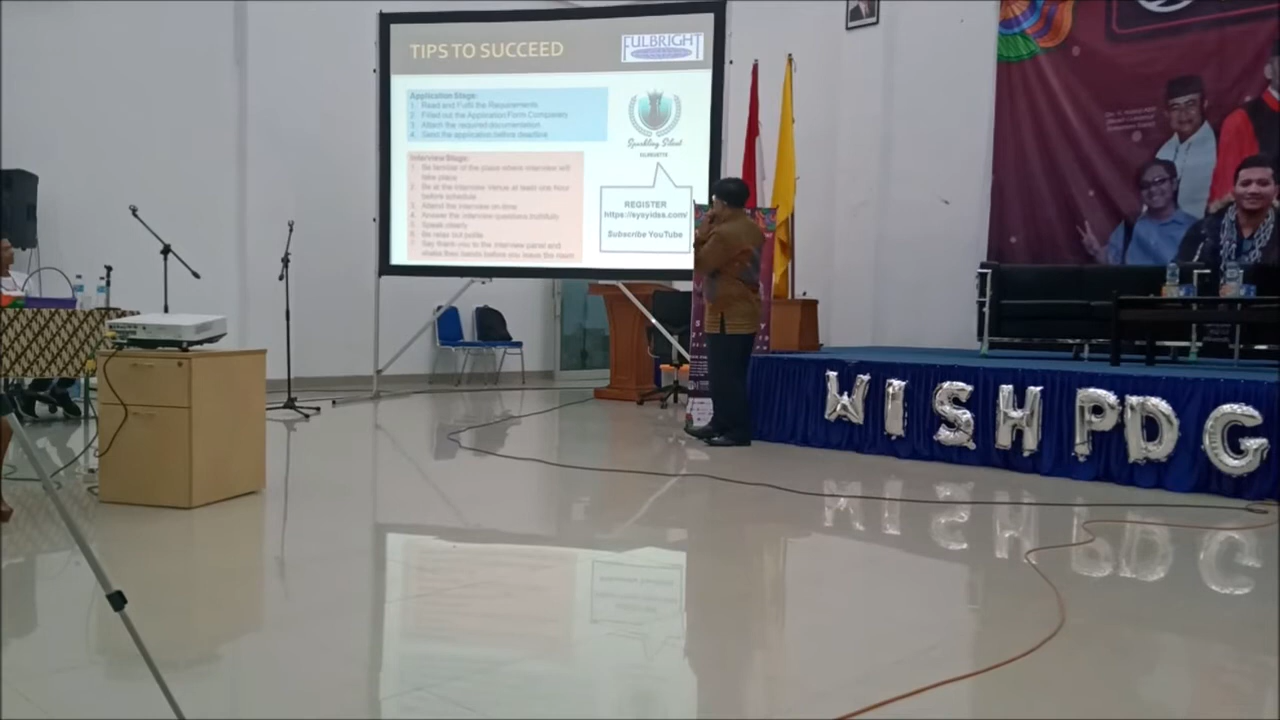 TIPS TO SUCCEED
FULBRIGHT
Application Stage:
1. Read and Fulfil the Requirements
2. Filled out the Application Form Completely
3. Attach the required documentation
4. Send the application before deadline
Interview Stage:
1. Be familiar of the place where interview will
take place
2. Be at the interview Venue at least one hour
before schedule
3. Attend the interview on-time
4. Answer the interview questions truthfully
5. Speak clearly
6. Be relax but polite
7. Say thank you to the interview panel and
shake their hands before you leave the room
Sparkling Silent
SILHOUETTE
REGISTER
https://sysyidss.com/
Subscribe YouTube
WISHPDG